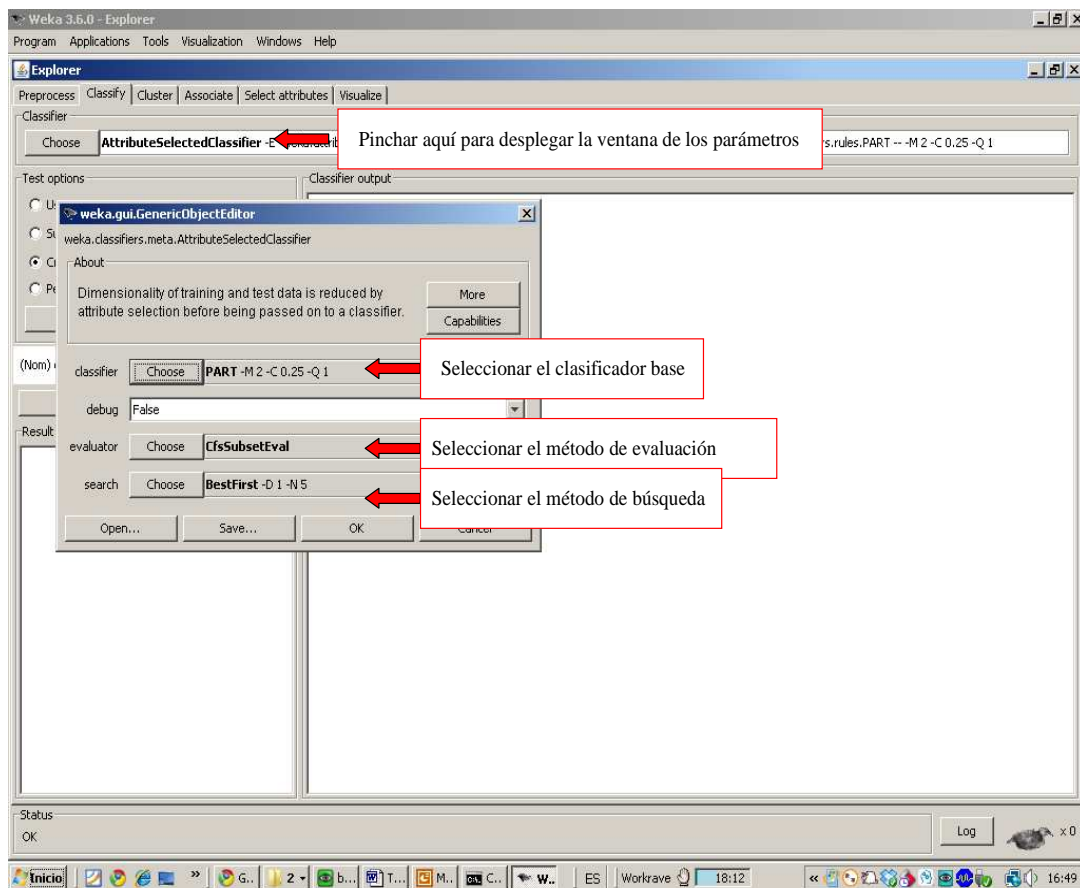 Weka 3.6.0 - Explorer
Program Applications Tools Visualization Windows Help
Explorer
Preprocess Classify Cluster Associate Select attributes Visualize
Classifier
Choose AttributeSelectedClassifier -E
Pinchar aquí para desplegar la ventana de los parámetros
s.rules.PART -- -M 2 -C 0.25 -Q 1
Test options
Classifier output
weka.gui.GenericObjectEditor
weka.classifiers.meta.AttributeSelectedClassifier
About
Dimensionality of training and test data is reduced by
attribute selection before being passed on to a classifier.
More
Capabilities
(Nom)
classifier Choose PART -M 2 -C 0.25 -Q 1
Seleccionar el clasificador base
debug False
Result
evaluator Choose CfsSubsetEval
Seleccionar el método de evaluación
search Choose BestFirst -D 1 -N 5
Seleccionar el método de búsqueda
Open... Save... OK Cancel
Status
OK
Log x 0
Inicio » G.. 2 b... T... M.. C.. W.. ES Workrave 18:12 « 16:49